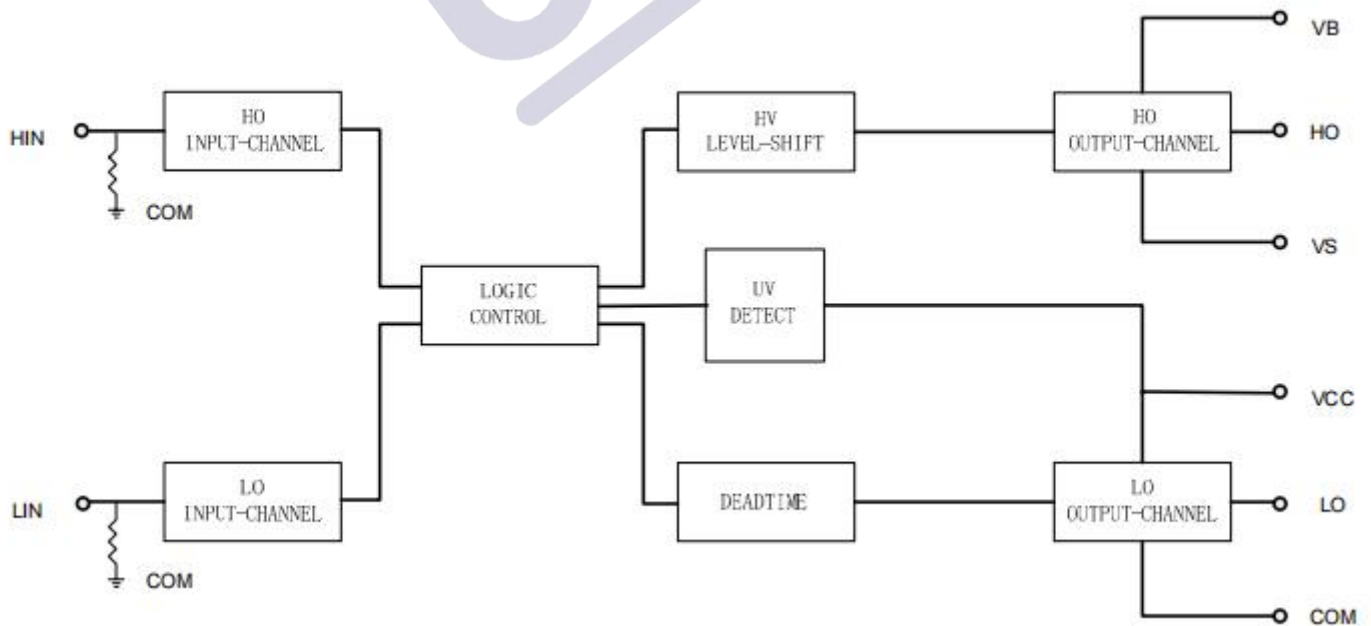 VB
HO
INPUT-CHANNEL
HV
LEVEL-SHIFT
HO
OUTPUT-CHANNEL
HIN
HO
COM
VS
LOGIC
CONTROL
UV
DETECT
VCC
LO
INPUT-CHANNEL
DEADTIME
LO
OUTPUT-CHANNEL
LIN
LO
COM
COM